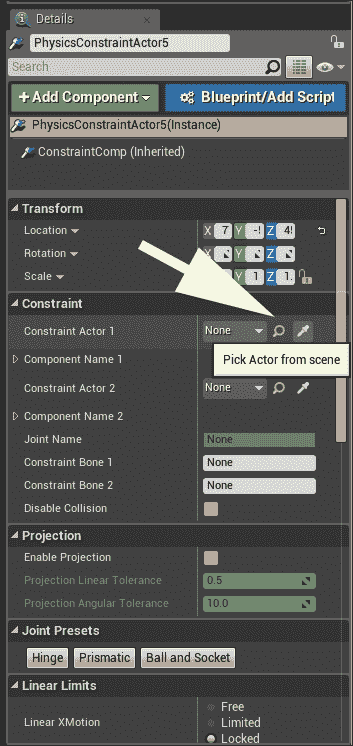 Details
PhysicsConstraintActor5
Search
+ Add Component Blueprint/Add Script
PhysicsConstraintActor5(Instance)
ConstraintComp (Inherited)
Transform
Location X 7 Y -! Z 4!
Rotation X Y Z
Scale 1 Z 1.
Constraint
Constraint Actor 1 None
Pick Actor from scene
Component Name 1
Constraint Actor 2 None
Component Name 2
Joint Name None
Constraint Bone 1 None
Constraint Bone 2 None
Disable Collision
Projection
Enable Projection
Projection Linear Tolerance 0.5
Projection Angular Tolerance 10.0
Joint Presets
Hinge Prismatic Ball and Socket
Linear Limits
Free
Linear XMotion Limited
Locked